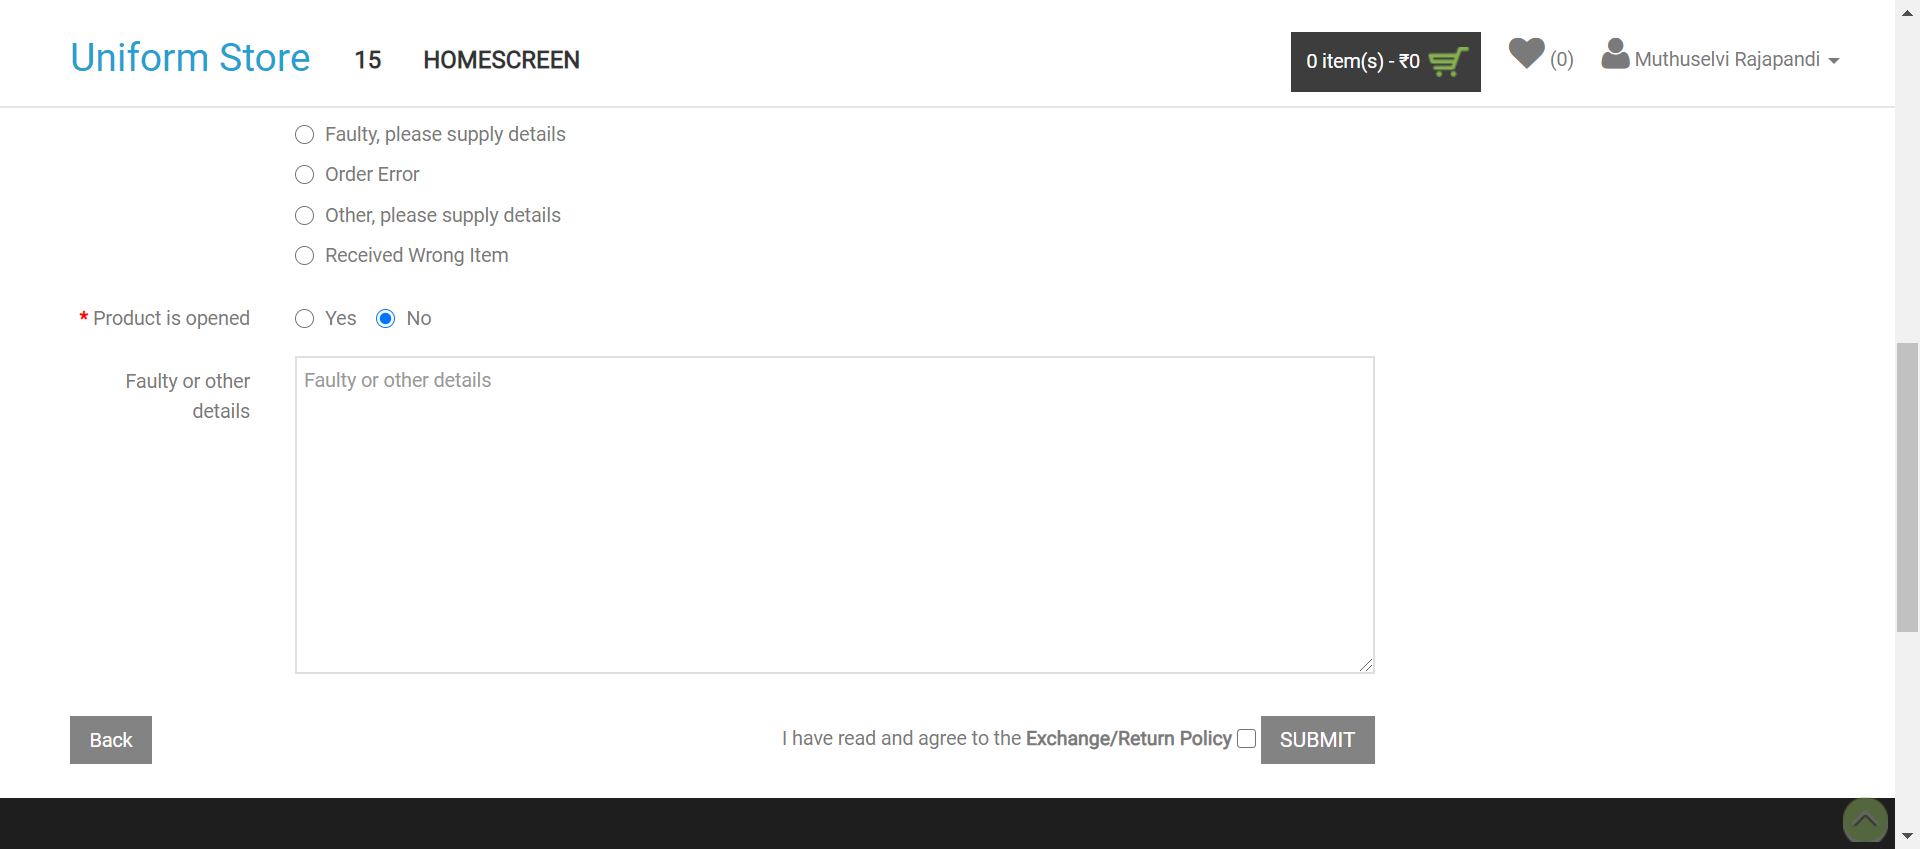 Uniform Store 15 HOMESCREEN 0 item(s) - ₹0 (0) Muthuselvi Rajapandi
Faulty, please supply details
Order Error
Other, please supply details
Received Wrong Item
* Product is opened Yes No
Faulty or other details
Faulty or other
details
Back I have read and agree to the Exchange/Return Policy SUBMIT